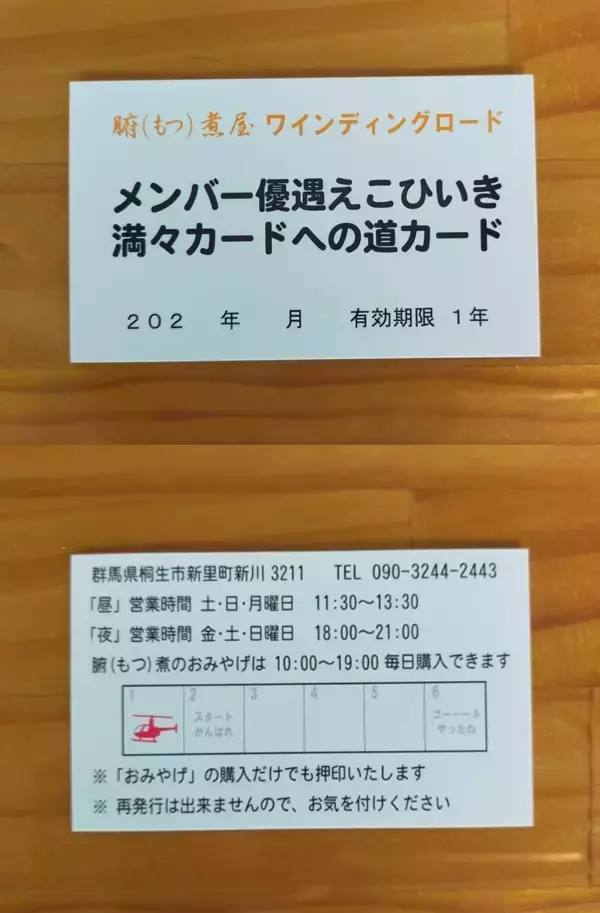 腑(もつ)煮屋 ワインディングロード
メンバー優遇えこひいき
満々カードへの道カード
202 年 月 有効期限 1年
群馬県桐生市新里町新川 3211 TEL 090-3244-2443
「昼」営業時間 土・日・月曜日 11:30～13:30
「夜」営業時間 金・土・日曜日 18:00～21:00
腑(もつ)煮のおみやげは 10:00～19:00 毎日購入できます
1 2 3 4 5 6
スタート ゴーーール
がんばれ やったね
※「おみやげ」の購入だけでも押印いたします
※ 再発行は出来ませんので、お気を付けください